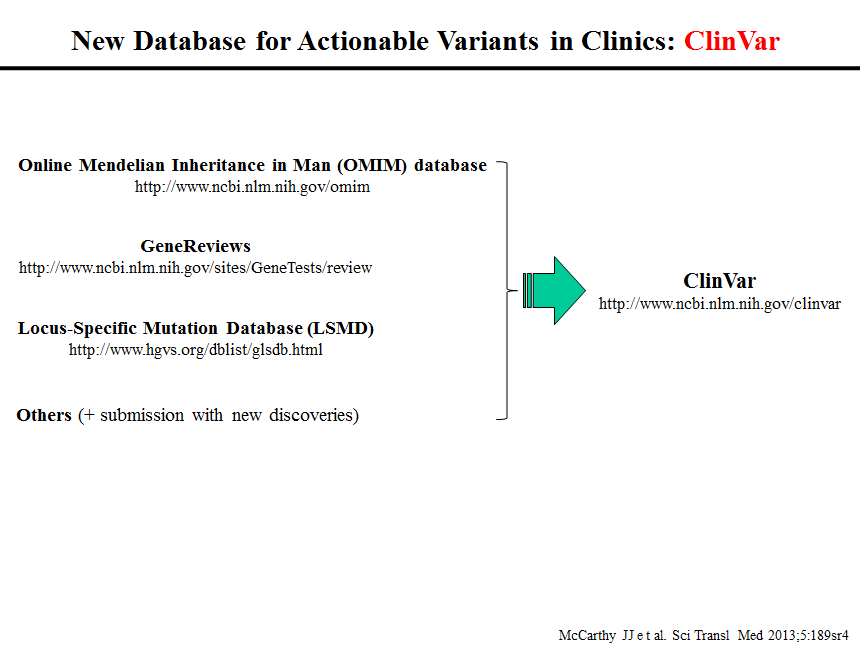 New Database for Actionable Variants in Clinics: ClinVar
Online Mendelian Inheritance in Man (OMIM) database
http://www.ncbi.nlm.nih.gov/omim
GeneReviews
http://www.ncbi.nlm.nih.gov/sites/GeneTests/review
Locus-Specific Mutation Database (LSMD)
http://www.hgvs.org/dblist/glsdb.html
Others (+ submission with new discoveries)
ClinVar
http://www.ncbi.nlm.nih.gov/clinvar
McCarthy JJ et al. Sci Transl Med 2013;5:189sr4